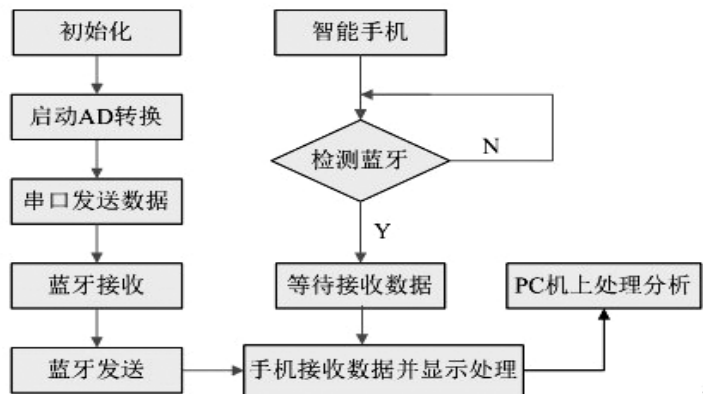 初始化
启动AD转换
串口发送数据
蓝牙接收
蓝牙发送
智能手机
检测蓝牙
N
Y
等待接收数据
手机接收数据并显示处理
PC机上处理分析